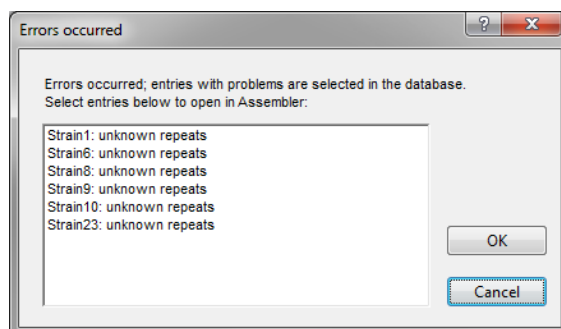 Errors occurred
?
Errors occurred; entries with problems are selected in the database.
Select entries below to open in Assembler:
Strain1: unknown repeats
Strain6: unknown repeats
Strain8: unknown repeats
Strain9: unknown repeats
Strain10: unknown repeats
Strain23: unknown repeats
OK
Cancel